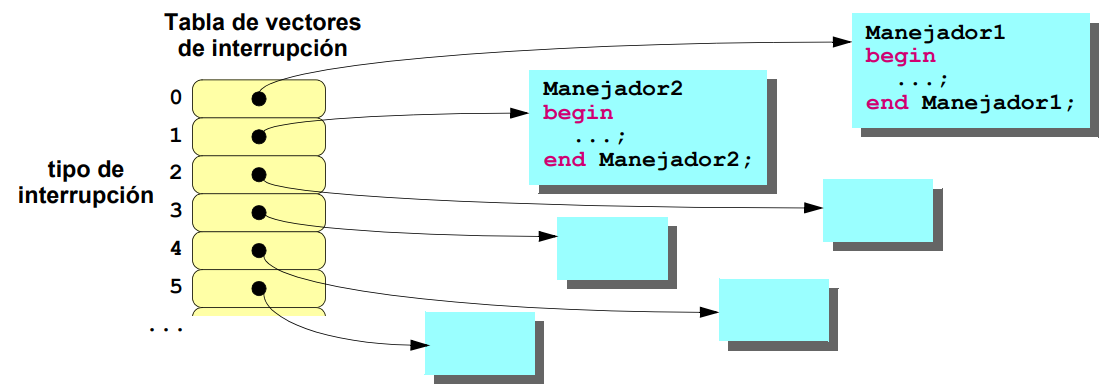 Tabla de vectores
de interrupción
tipo de
interrupción
0
1
2
3
4
5
...
Manejador2
begin
...;
end Manejador2;
Manejador1
begin
...;
end Manejador1;